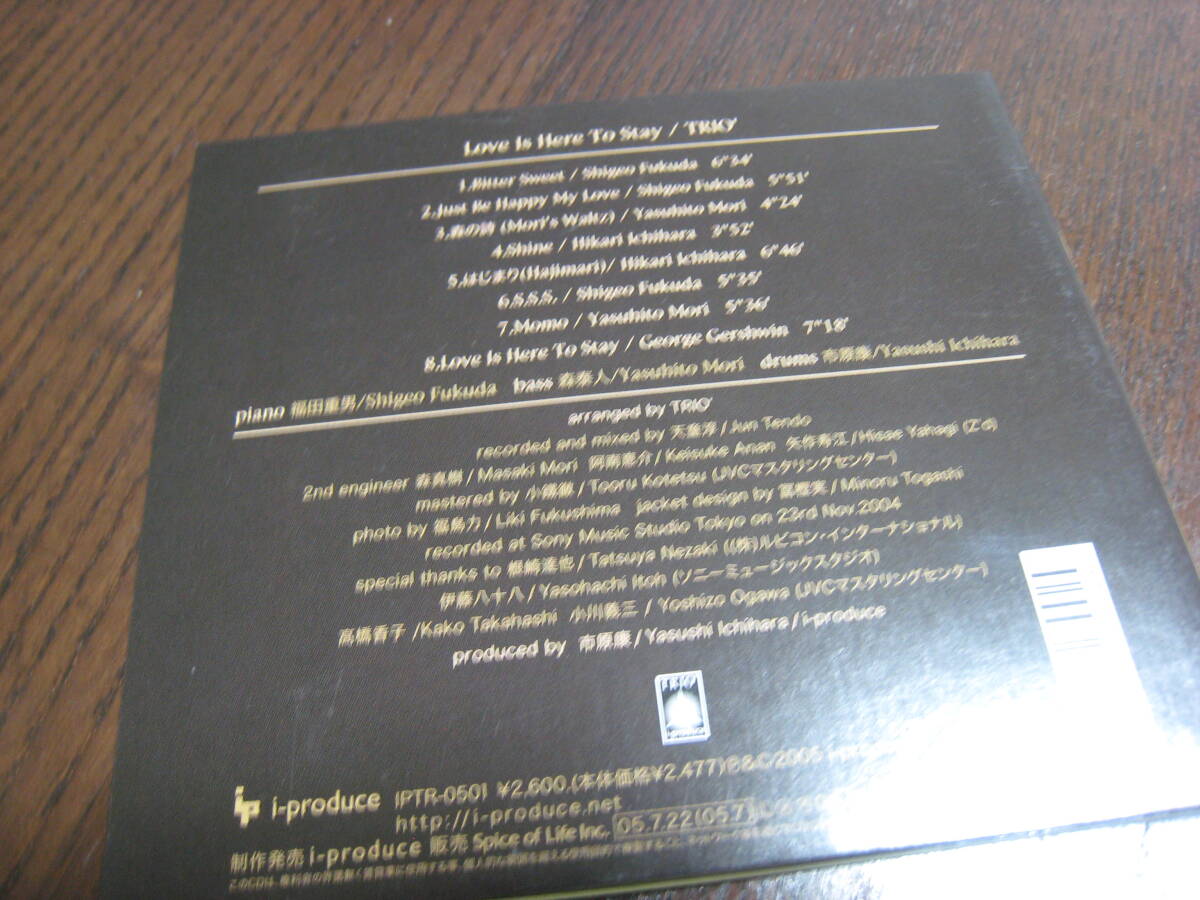 Love Is Here To Stay / TRIO'
1.Bitter Sweet / Shigeo Fukuda 6"34'
2.Just Be Happy My Love / Shigeo Fukuda 5"51'
3.森の詩 (Mori's Waltz) / Yasuhito Mori 4"24'
4.Shine / Hikari Ichihara 3"52'
5.はじまり(Hajimari)/ Hikari Ichihara 6"46'
6.S.S.S. / Shigeo Fukuda 5"35'
7.Momo / Yasuhito Mori 5"36'
8.Love Is Here To Stay / George Gershwin 7"18'
piano 福田重男/Shigeo Fukuda bass 森泰人/Yasuhito Mori drums 市原康/Yasushi Ichihara
arranged by TRIO'
recorded and mixed by 天童淳/Jun Tendo
2nd engineer 森真樹/Masaki Mori 阿南恵介/Keisuke Anan 矢作寿江/Hisae Yahagi (Z'd)
mastered by 小鐵徹/Tooru Kotetsu (JVCマスタリングセンター)
photo by 福島力/Liki Fukushima jacket design by 富樫実/Minoru Togashi
recorded at Sony Music Studio Tokyo on 23rd Nov.2004
special thanks to 根崎達也/Tatsuya Nezaki ((株)ルビコン・インターナショナル)
伊藤八十八/Yasohachi Itoh (ソニーミュージックスタジオ)
高橋香子 /Kako Takahashi 小川義三 / Yoshizo Ogawa (JVCマスタリングセンター)
produced by 市原康/Yasushi Ichihara/i-produce
TRIO'
ip i-produce IPTR-0501 ¥2,600.(本体価格¥2,477)P&C2005
http://i-produce.net
制作発売 i-produce 販売 Spice of Life Inc. 05.7.22(05.7)